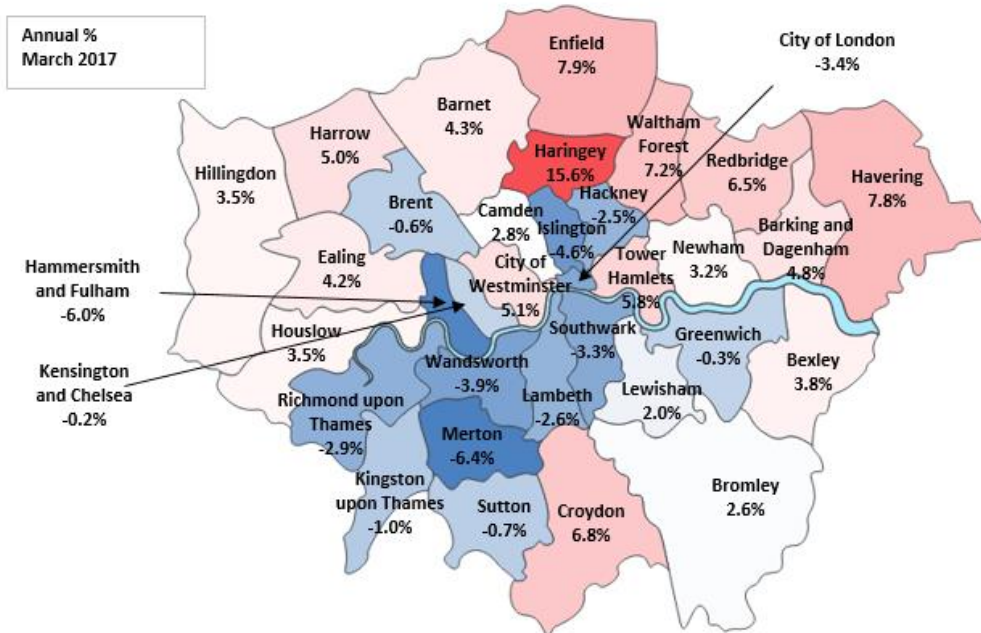 Annual %
March 2017
City of London
-3.4%
Enfield
7.9%
Barnet
4.3%
Harrow
5.0%
Waltham
Forest
7.2%
Haringey
15.6%
Redbridge
6.5%
Havering
7.8%
Hillingdon
3.5%
Brent
-0.6%
Camden
2.8%
Hackney
-2.5%
Islington
-4.6%
Barking and
Dagenham
4.8%
Newham
3.2%
Tower
Hamlets
5.8%
Ealing
4.2%
City of
Westminster
5.1%
Hammersmith
and Fulham
-6.0%
Houslow
3.5%
Southwark
-3.3%
Greenwich
-0.3%
Bexley
3.8%
Kensington
and Chelsea
-0.2%
Wandsworth
-3.9%
Lambeth
-2.6%
Lewisham
2.0%
Richmond upon
Thames
-2.9%
Merton
-6.4%
Kingston
upon Thames
-1.0%
Sutton
-0.7%
Croydon
6.8%
Bromley
2.6%